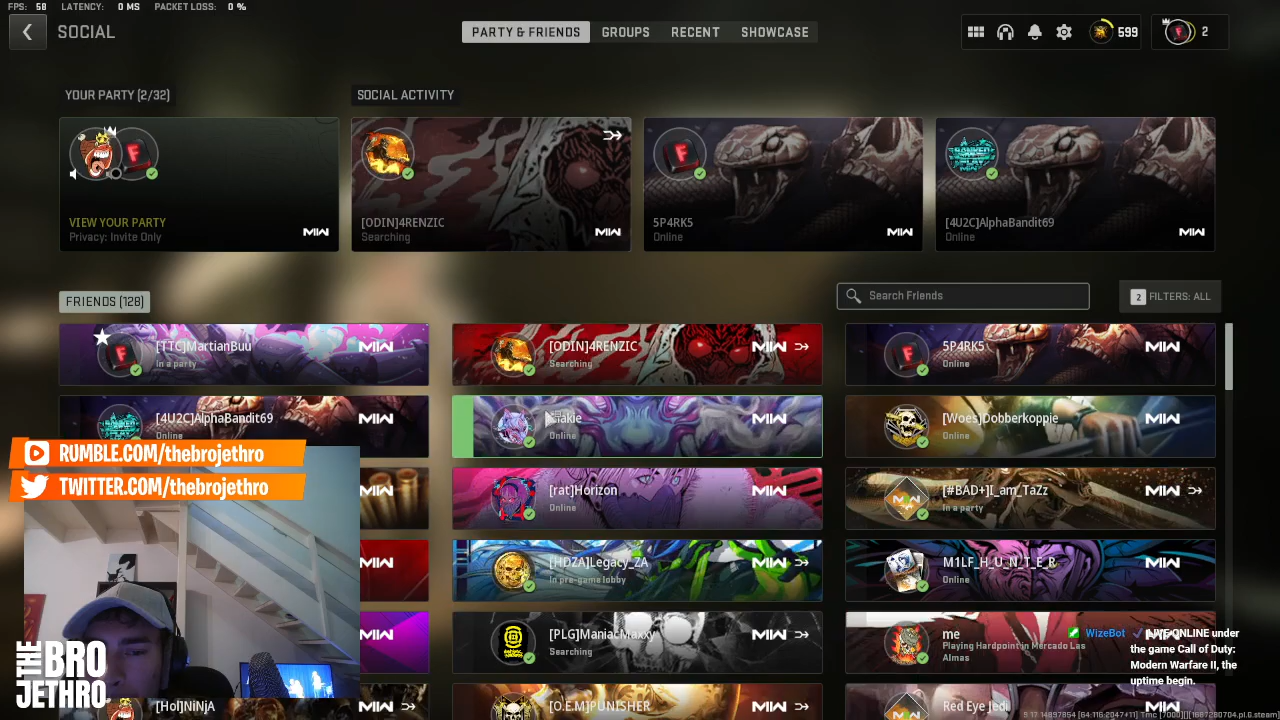 FPS: 58 LATENCY: 0 MS PACKET LOSS: 0 %
SOCIAL
PARTY & FRIENDS GROUPS RECENT SHOWCASE
599
2
YOUR PARTY (2/32)
SOCIAL ACTIVITY
VIEW YOUR PARTY
Privacy: Invite Only
[ODIN]4RENZIC
Searching
5P4RK5
Online
[4U2C]AlphaBandit69
Online
FRIENDS (128)
Search Friends
2 FILTERS: ALL
[TTC]MartianBuu
In a party
[ODIN]4RENZIC
Searching
5P4RK5
Online
[4U2C]AlphaBandit69
Online
Online
[Woes]Dobberkoppie
Online
RUMBLE.COM/thebrojethro
TWITTER.COM/thebrojethro
[rat]Horizon
Online
[#BAD+]I_am_TaZz
In a party
[HDZA]Legacy_ZA
In pre-game lobby
M1LF_H_U_N_T_E_R
Online
[PLG]ManiacMaxxy
Searching
me
Playing Hardpoint in Mercado Las
Almas
WizeBot LIVE ONLINE under
the game Call of Duty:
Modern Warfare II, the
uptime begin.
THE BRO
JETHRO
[Hol]NiNjA
[O.E.M]PUNISHER
Red Eye Jedi